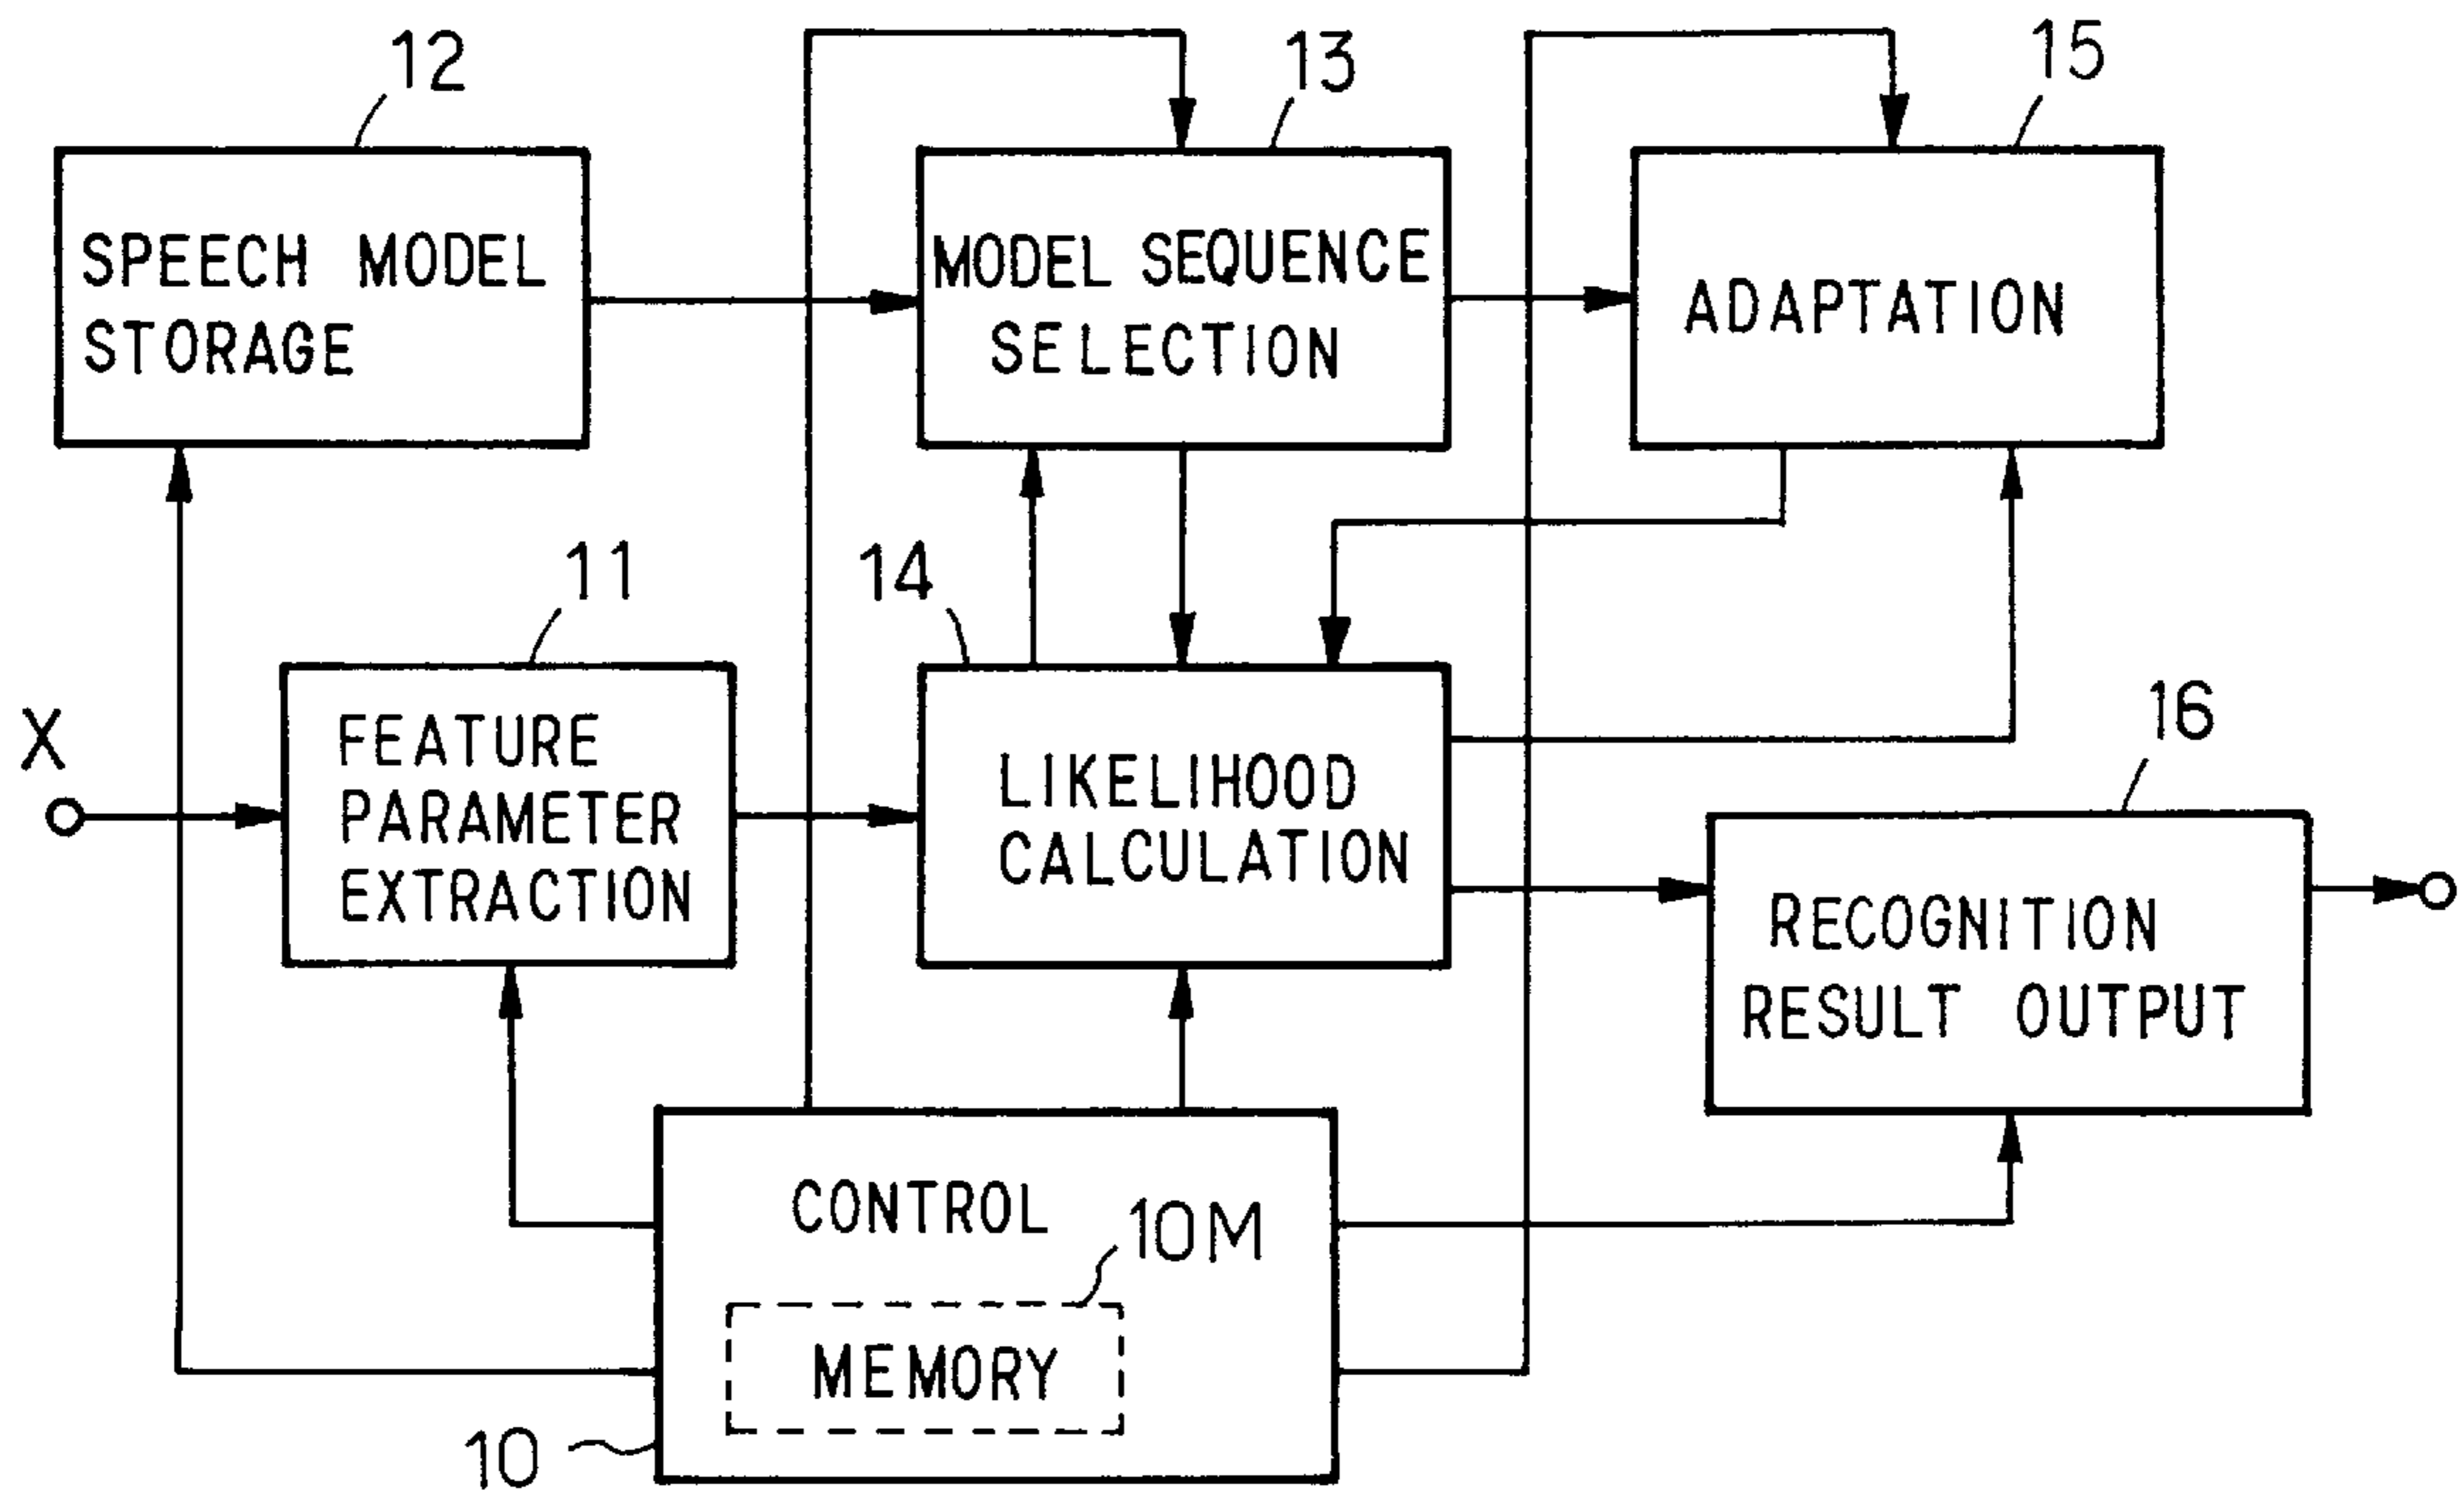 12
13
15
SPEECH MODEL
STORAGE
MODEL SEQUENCE
SELECTION
ADAPTATION
11
14
16
X
FEATURE
PARAMETER
EXTRACTION
LIKELIHOOD
CALCULATION
RECOGNITION
RESULT OUTPUT
CONTROL
10M
MEMORY
10